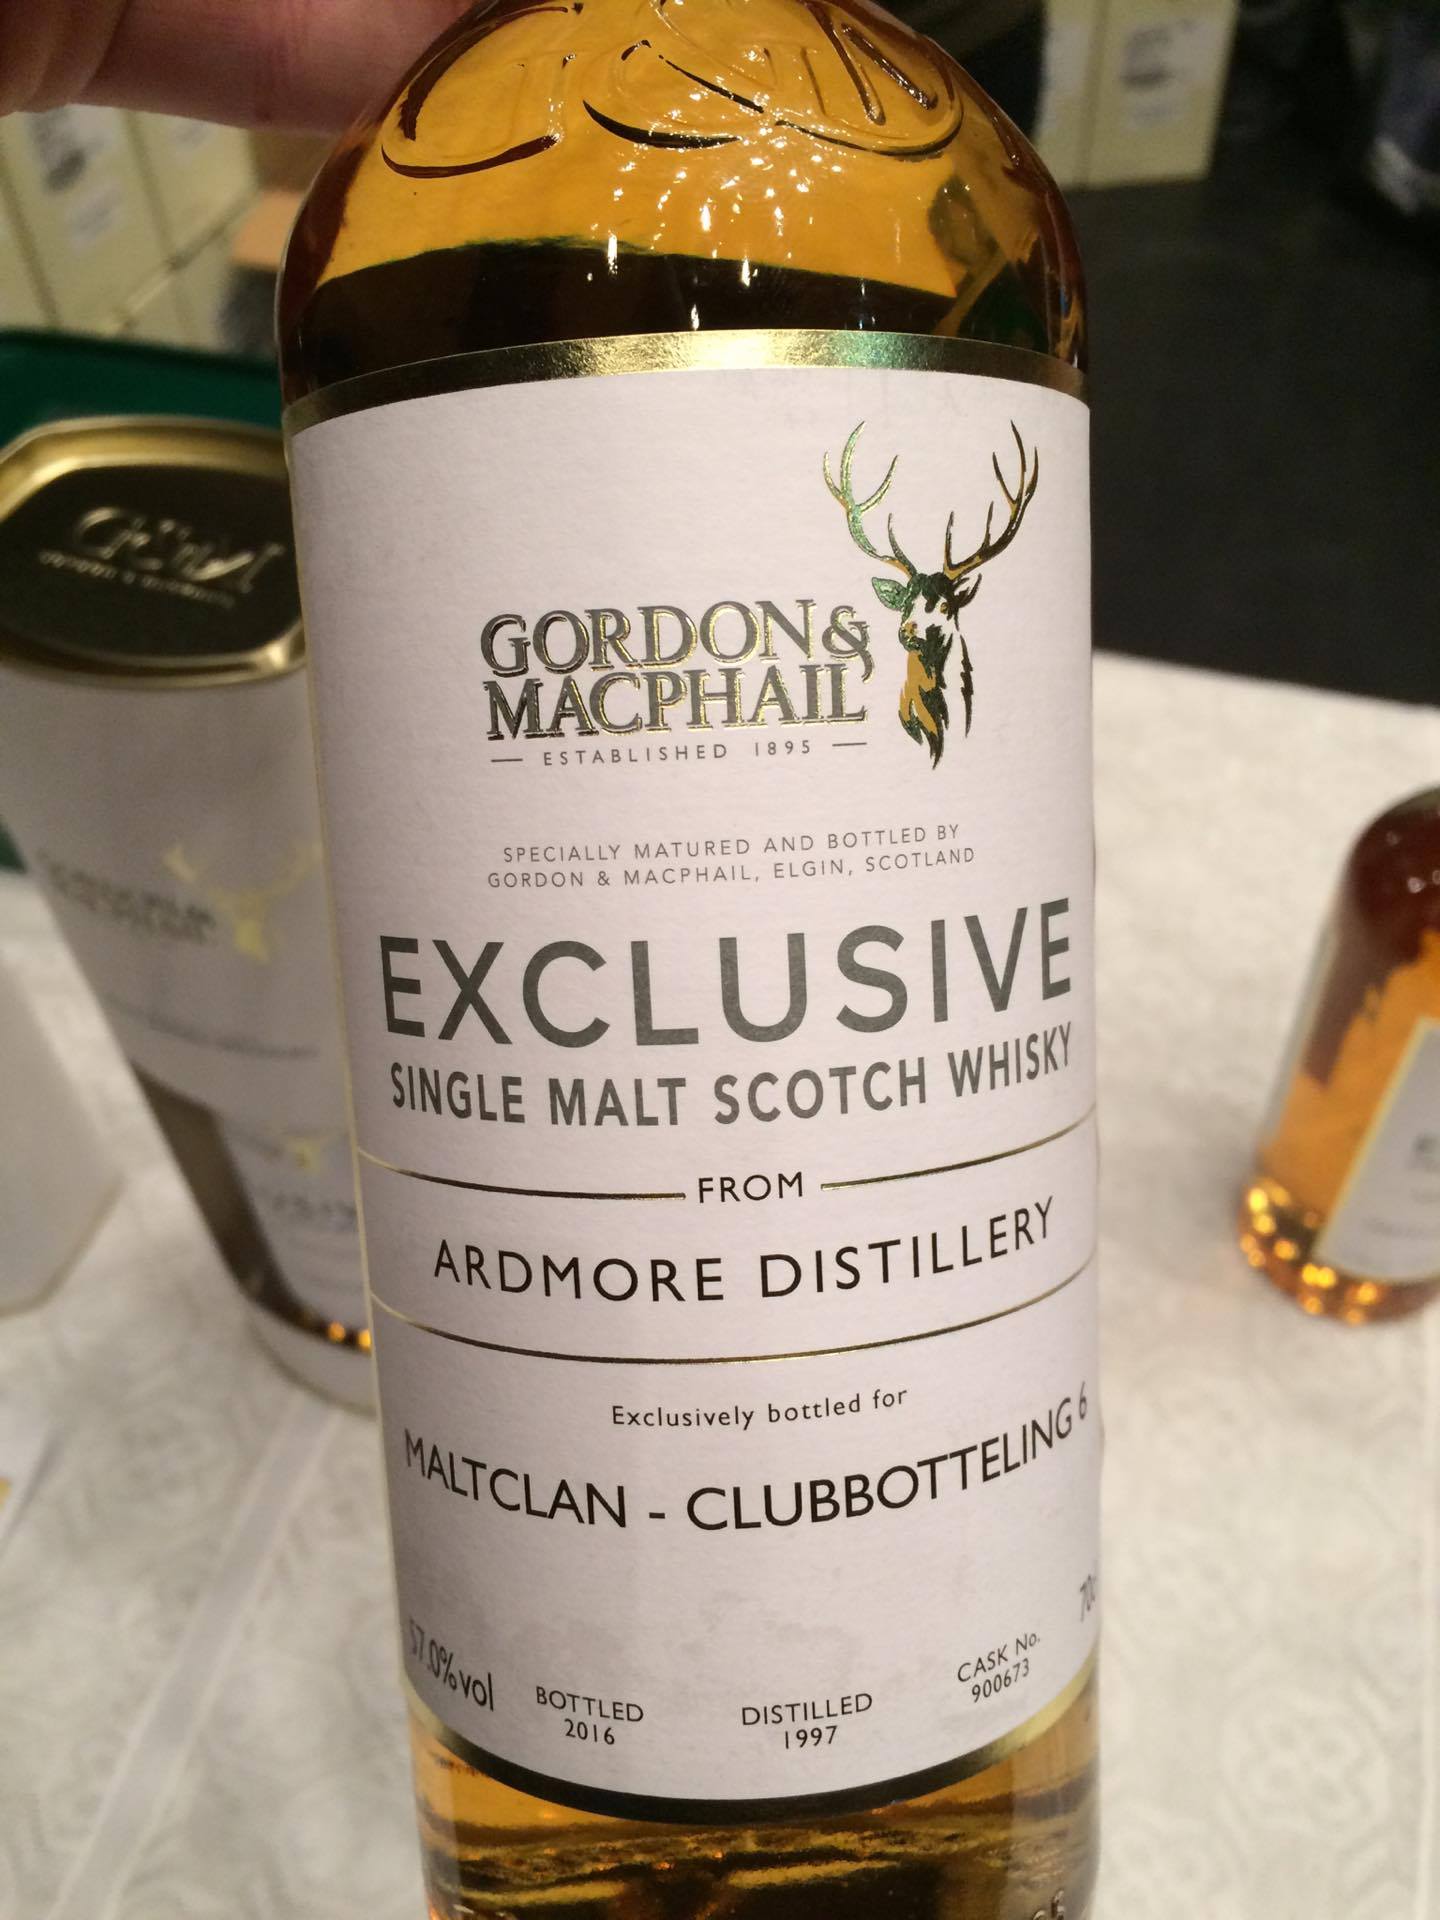 GORDON &
MACPHAIL
ESTABLISHED 1895
SPECIALLY MATURED AND BOTTLED BY
GORDON & MACPHAIL, ELGIN, SCOTLAND
EXCLUSIVE
SINGLE MALT SCOTCH WHISKY
FROM
ARDMORE DISTILLERY
Exclusively bottled for
MALTCLAN - CLUBBOTTELING 6
57.0%vol
BOTTLED
2016
DISTILLED
1997
CASK No.
900673